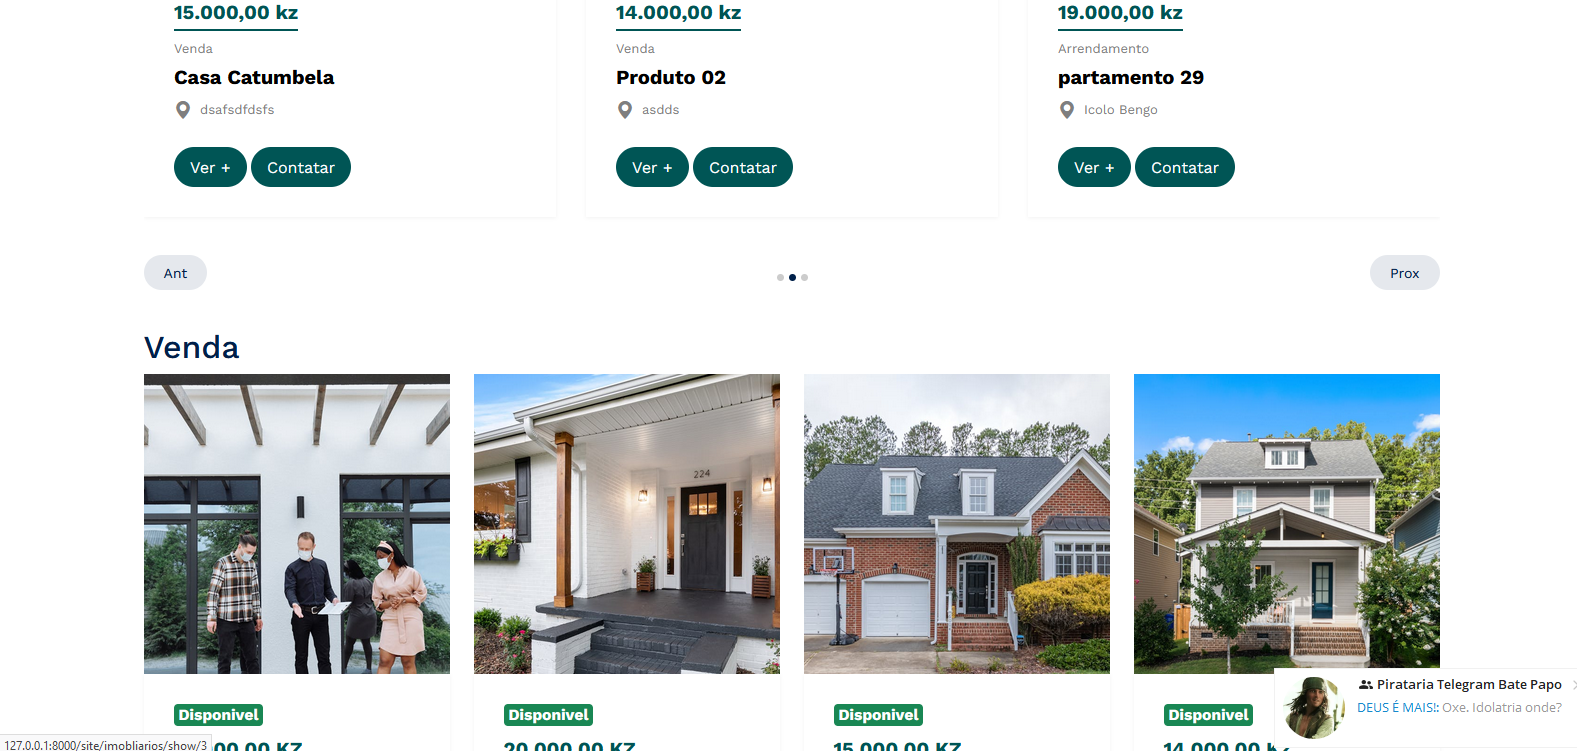 15.000,00 kz
Venda
Casa Catumbela
dsafsdfdsfs
Ver + Contatar
14.000,00 kz
Venda
Produto 02
asdds
Ver + Contatar
19.000,00 kz
Arrendamento
partamento 29
Icolo Bengo
Ver + Contatar
Ant
Prox
Venda
224
Disponivel
00,00 KZ
Disponivel
20.000,00 KZ
Disponivel
15.000,00 KZ
Disponivel
14.000,00 KZ
Pirataria Telegram Bate Papo
DEUS É MAIS!: Oxe. Idolatria onde?
127.0.0.1:8000/site/imobliarios/show/3